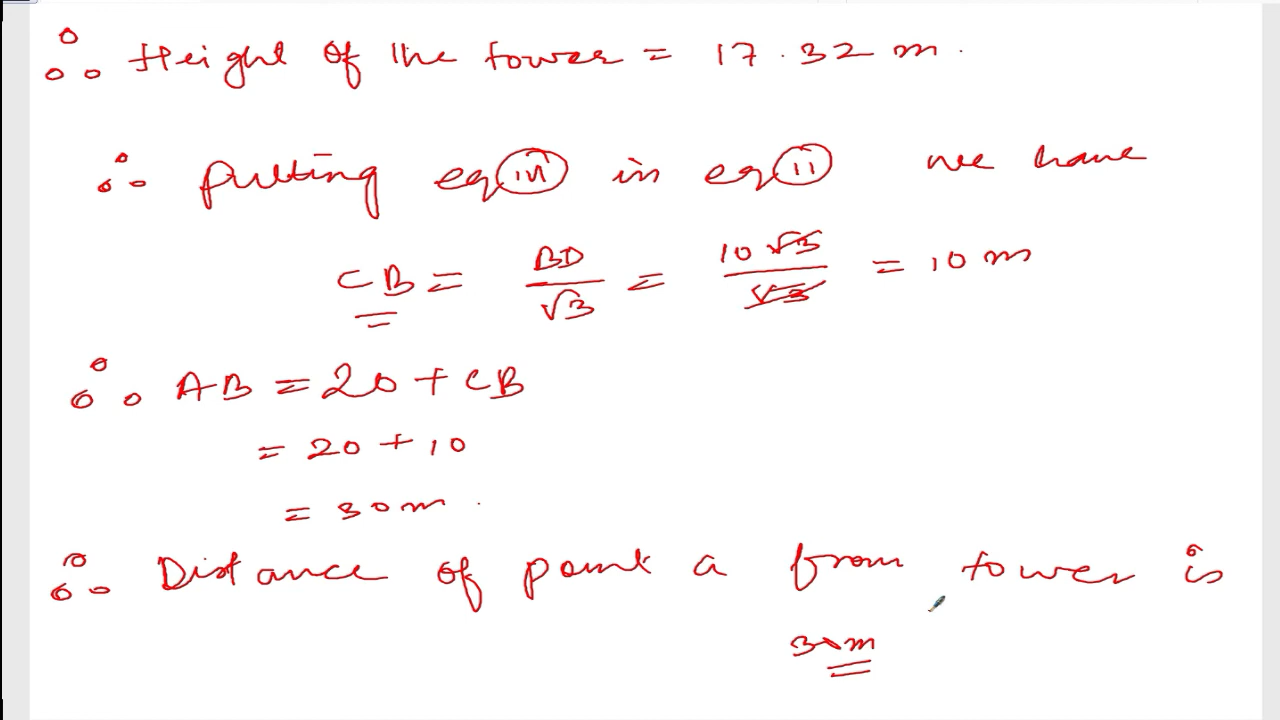 ∴ Height of the tower = 17.32 m.
∴ putting eq (iii) in eq (ii) we have
CB = BD/√3 = 10√3/√3 = 10 m
∴ AB = 20 + CB
= 20 + 10
= 30 m.
∴ Distance of point a from tower is
30m